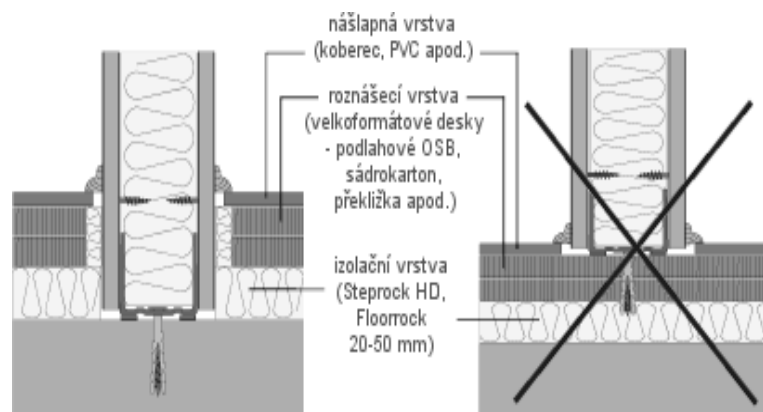 nášlapná vrstva
(koberec, PVC apod.)
roznášecí vrstva
(velkoformátové desky
- podlahové OSB,
sádrokarton,
překližka apod.)
izolační vrstva
(Steprock HD,
Floorrock
20-50 mm)